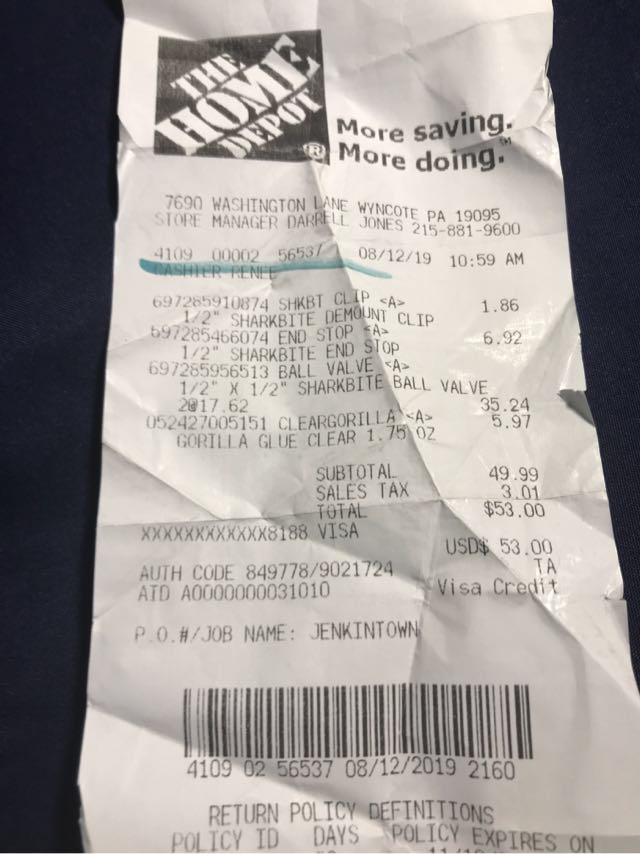 THE
HOME
DEPOT
® More saving.
More doing.™
7690 WASHINGTON LANE WYNCOTE PA 19095
STORE MANAGER DARRELL JONES 215-881-9600
4109 00002 56537 08/12/19 10:59 AM
CASHIER RENEE
697285910874 SHKBT CLIP <A> 1.86
1/2" SHARKBITE DEMOUNT CLIP
697285466074 END STOP <A> 6.92
1/2" SHARKBITE END STOP
697285956513 BALL VALVE <A>
1/2" X 1/2" SHARKBITE BALL VALVE
2@17.62 35.24
052427005151 CLEARGORILLA <A> 5.97
GORILLA GLUE CLEAR 1.75 OZ
SUBTOTAL 49.99
SALES TAX 3.01
TOTAL $53.00
XXXXXXXXXXXX8188 VISA
USD$ 53.00
AUTH CODE 849778/9021724 TA
AID A0000000031010 Visa Credit
P.O.#/JOB NAME: JENKINTOWN
4109 02 56537 08/12/2019 2160
RETURN POLICY DEFINITIONS
POLICY ID DAYS POLICY EXPIRES ON